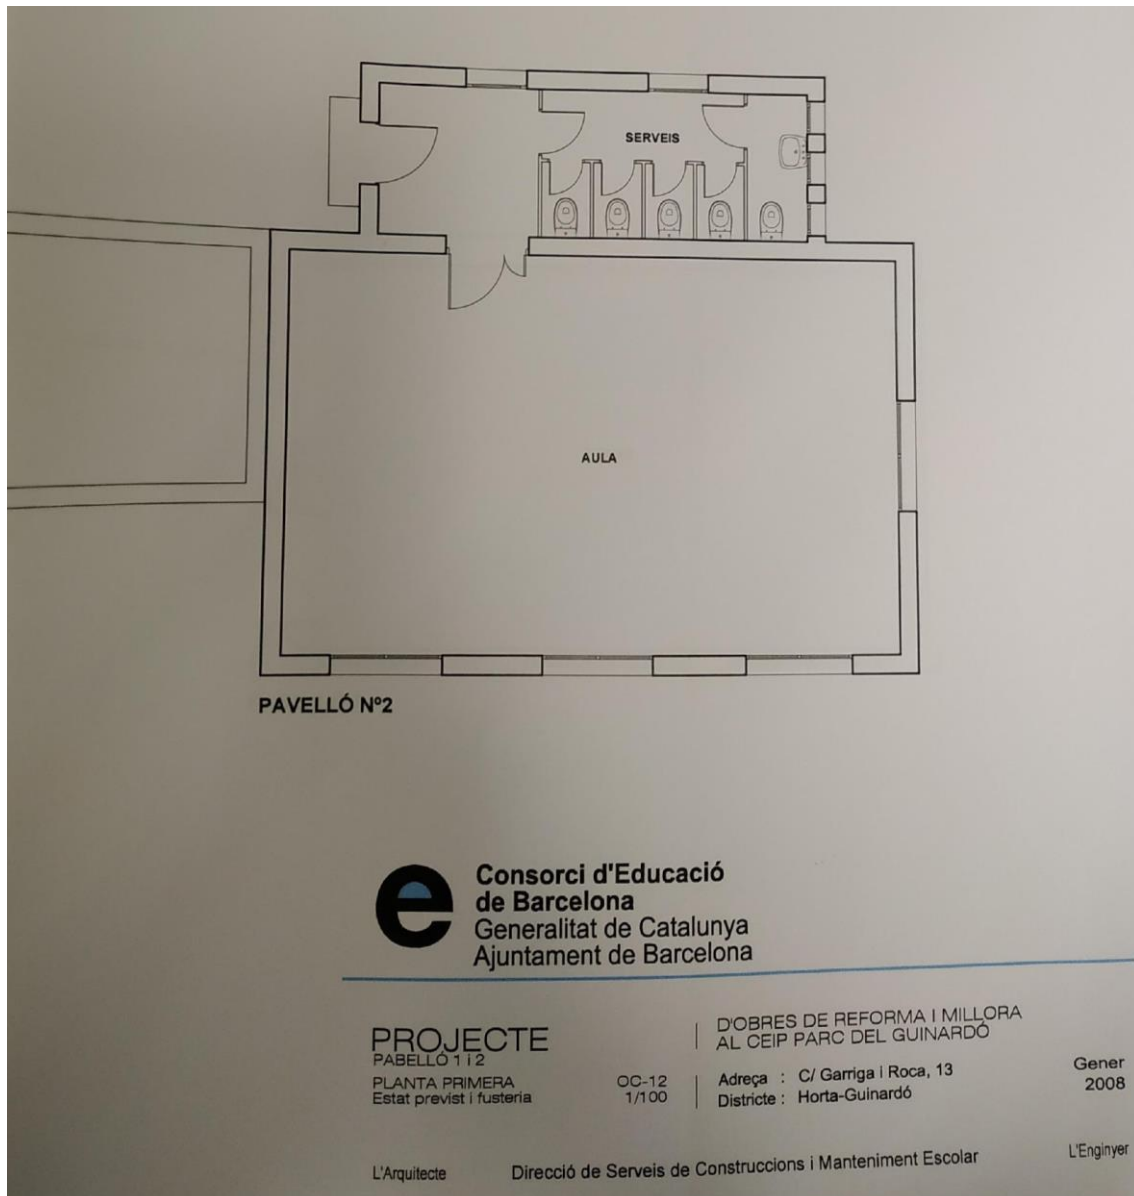 SERVEIS
AULA
PAVELLÓ Nº2
e
Consorci d'Educació
de Barcelona
Generalitat de Catalunya
Ajuntament de Barcelona
PROJECTE
PABELLÓ 1 i 2
PLANTA PRIMERA OC-12
Estat previst i fusteria 1/100
D'OBRES DE REFORMA I MILLORA
AL CEIP PARC DEL GUINARDÓ
Adreça : C/ Garriga i Roca, 13
Districte : Horta-Guinardó
Gener
2008
L'Arquitecte Direcció de Serveis de Construccions i Manteniment Escolar L'Enginyer